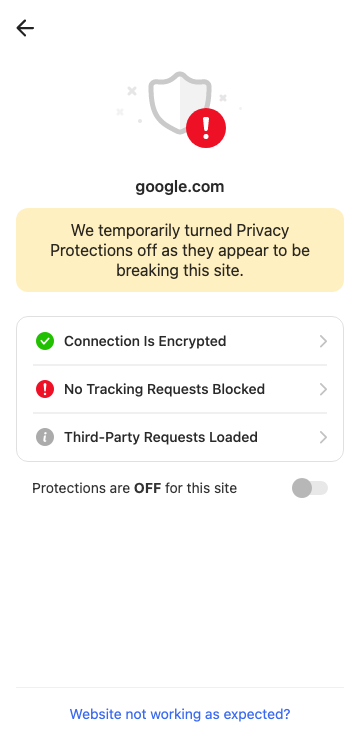 google.com
We temporarily turned Privacy
Protections off as they appear to be
breaking this site.
Connection Is Encrypted
No Tracking Requests Blocked
Third-Party Requests Loaded
Protections are OFF for this site
Website not working as expected?